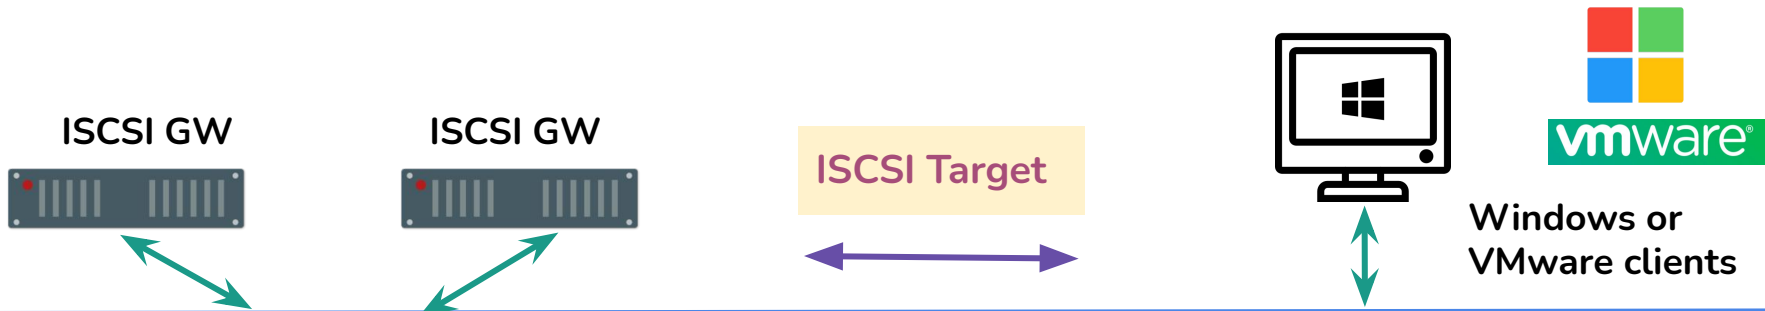 ISCSI GW
ISCSI GW
ISCSI Target
vmware®
Windows or
VMware clients